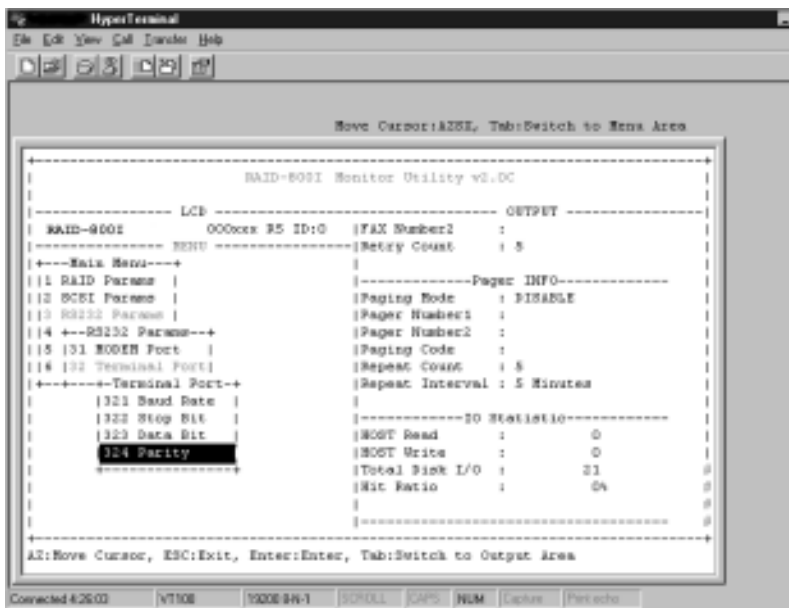 HyperTerminal
File Edit View Call Transfer Help
Move Cursor:AZSX, Tab:Switch to Menu Area
RAID-800I Monitor Utility v2.0C
LCD OUTPUT
RAID-800I 000xxx R5 ID:0 FAX Number2 :
MENU Retry Count : 5
Main Menu
1 RAID Params Pager INFO
2 SCSI Params Paging Mode : DISABLE
3 RS232 Params Pager Number1 :
4 RS232 Params Pager Number2 :
5 31 MODEM Port Paging Code :
6 32 Terminal Port Repeat Count : 5
Terminal Port Repeat Interval : 5 Minutes
321 Baud Rate
322 Stop Bit IO Statistic
323 Data Bit HOST Read : 0
324 Parity HOST Write : 0
Total Disk I/O : 21
Hit Ratio : 0%
AZ:Move Cursor, ESC:Exit, Enter:Enter, Tab:Switch to Output Area
Connected 4:26:03 VT100 19200 8-N-1 SCROLL CAPS NUM Capture Print echo